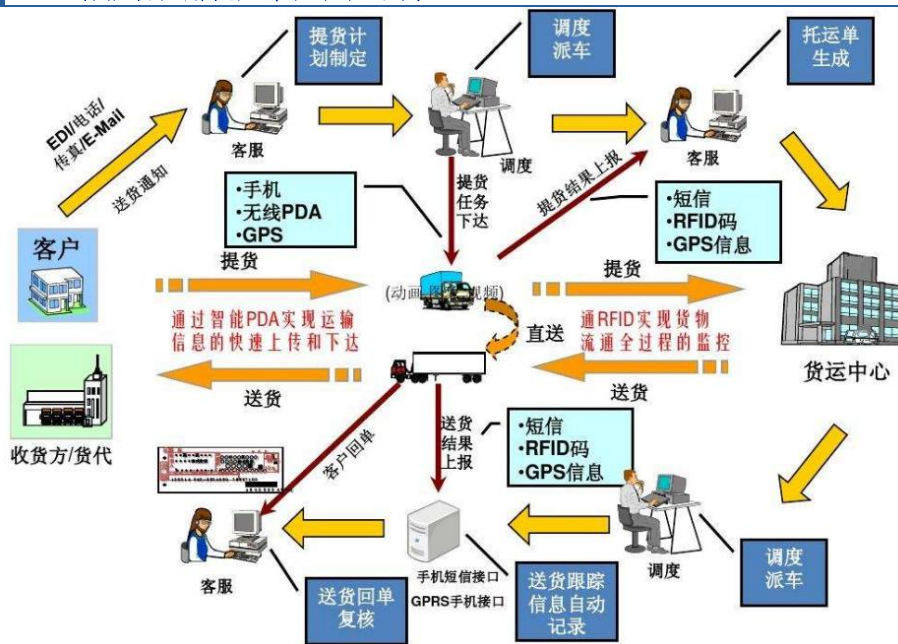 提货计
划制定
调度
派车
托运单
生成
EDI/电话/
传真/E-Mail
送货通知
客服
调度
客服
•手机
•无线PDA
•GPS
提货
任务
下达
提货结果上报
•短信
•RFID码
•GPS信息
客户
提货
(动画
视频)
提货
通过智能PDA实现运输
信息的快速上传和下达
直送
通RFID实现货物
流通全过程的监控
送货
送货
货运中心
收货方/货代
客户回单
送货
结果
上报
•短信
•RFID码
•GPS信息
客服
手机短信接口
GPRS手机接口
调度
送货回单
复核
送货跟踪
信息自动
记录
调度
派车